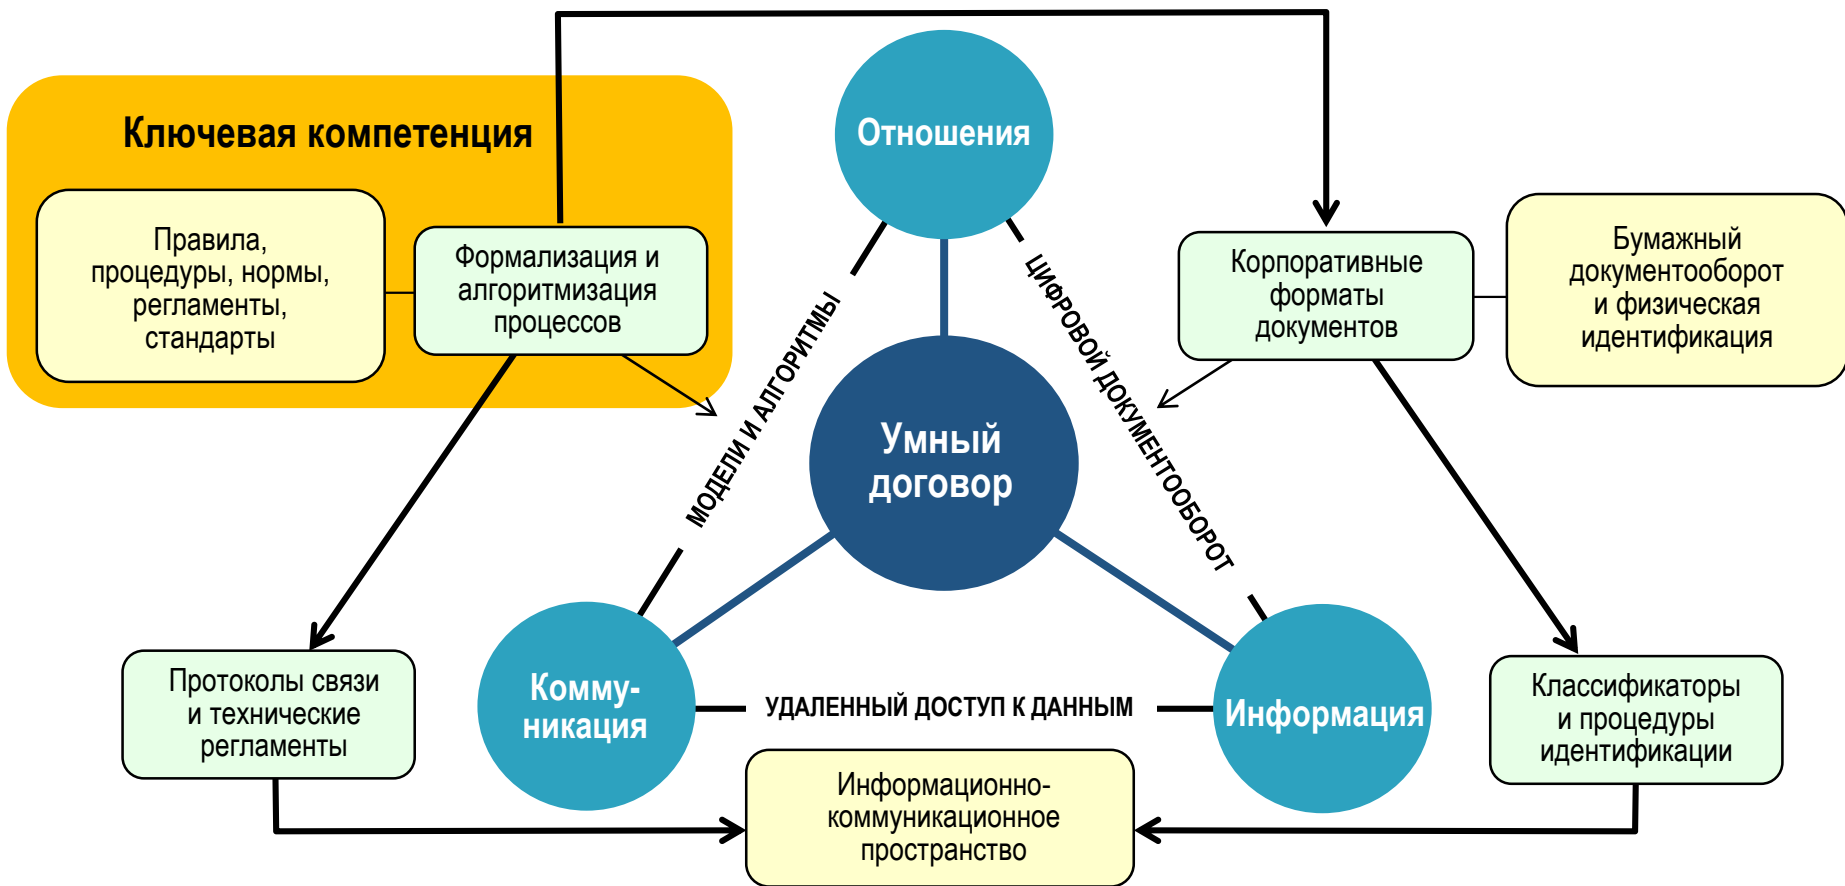 Ключевая компетенция
Правила,
процедуры, нормы,
регламенты,
стандарты
Формализация и
алгоритмизация
процессов
Отношения
МОДЕЛИ И АЛГОРИТМЫ
ЦИФРОВОЙ ДОКУМЕНТООБОРОТ
Умный
договор
Корпоративные
форматы
документов
Бумажный
документооборот
и физическая
идентификация
Протоколы связи
и технические
регламенты
Комму-
никация
УДАЛЕННЫЙ ДОСТУП К ДАННЫМ
Информация
Классификаторы
и процедуры
идентификации
Информационно-
коммуникационное
пространство